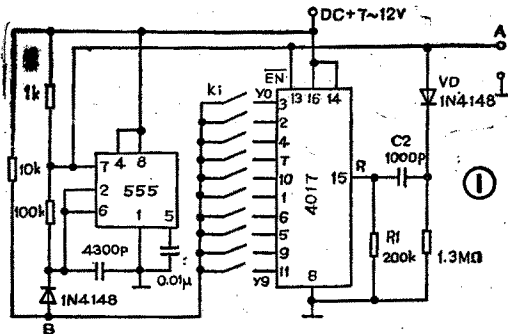 DC+7~12V
A
EN
ki
Y0
3
13
16
14
VD
1N4148
1k
2
4
C2
1000p
10k
7
4
8
7
555
10
4017
15
R
2
1
100k
6
6
1
5
5
R1
200k
1.3MΩ
4300p
9
0.01μ
11
8
1N4148
Y9
B
1